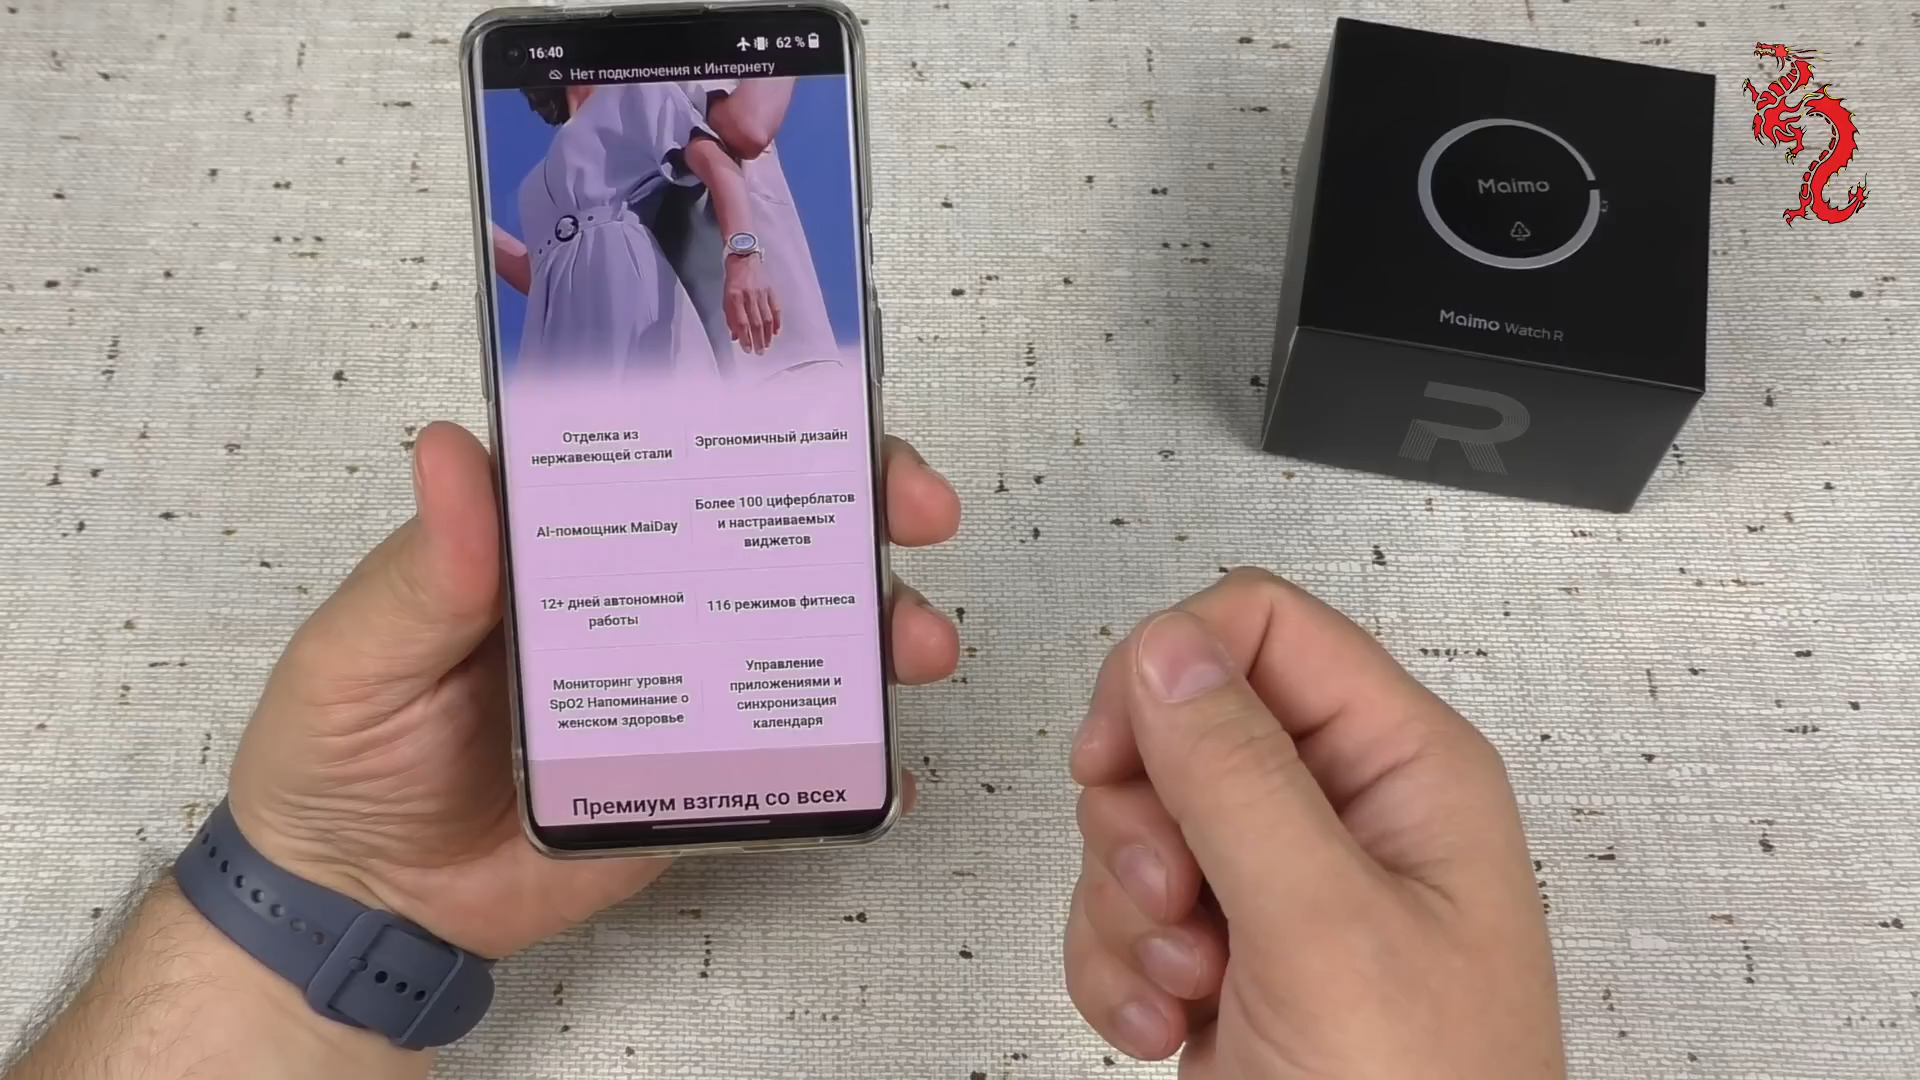 16:40
62 %
Нет подключения к Интернету
Отделка из
нержавеющей стали
Эргономичный дизайн
AI-помощник MaiDay
Более 100 циферблатов
и настраиваемых
виджетов
12+ дней автономной
работы
116 режимов фитнеса
Мониторинг уровня
SpO2 Напоминание о
женском здоровье
Управление
приложениями и
синхронизация
календаря
Премиум взгляд со всех
Maimo
Maimo Watch R
R